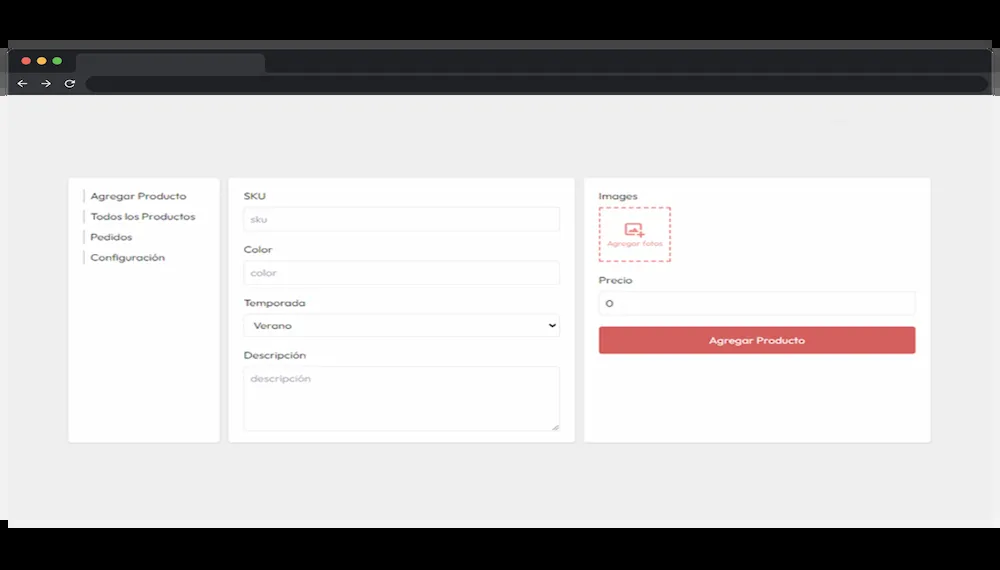 Agregar Producto
Todos los Productos
Pedidos
Configuración
SKU
sku
Color
color
Temporada
Verano
Descripción
descripción
Images
Agregar fotos
Precio
0
Agregar Producto